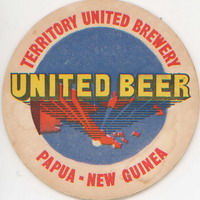 TERRITORY UNITED BREWERY
UNITED BEER
PAPUA - NEW GUINEA